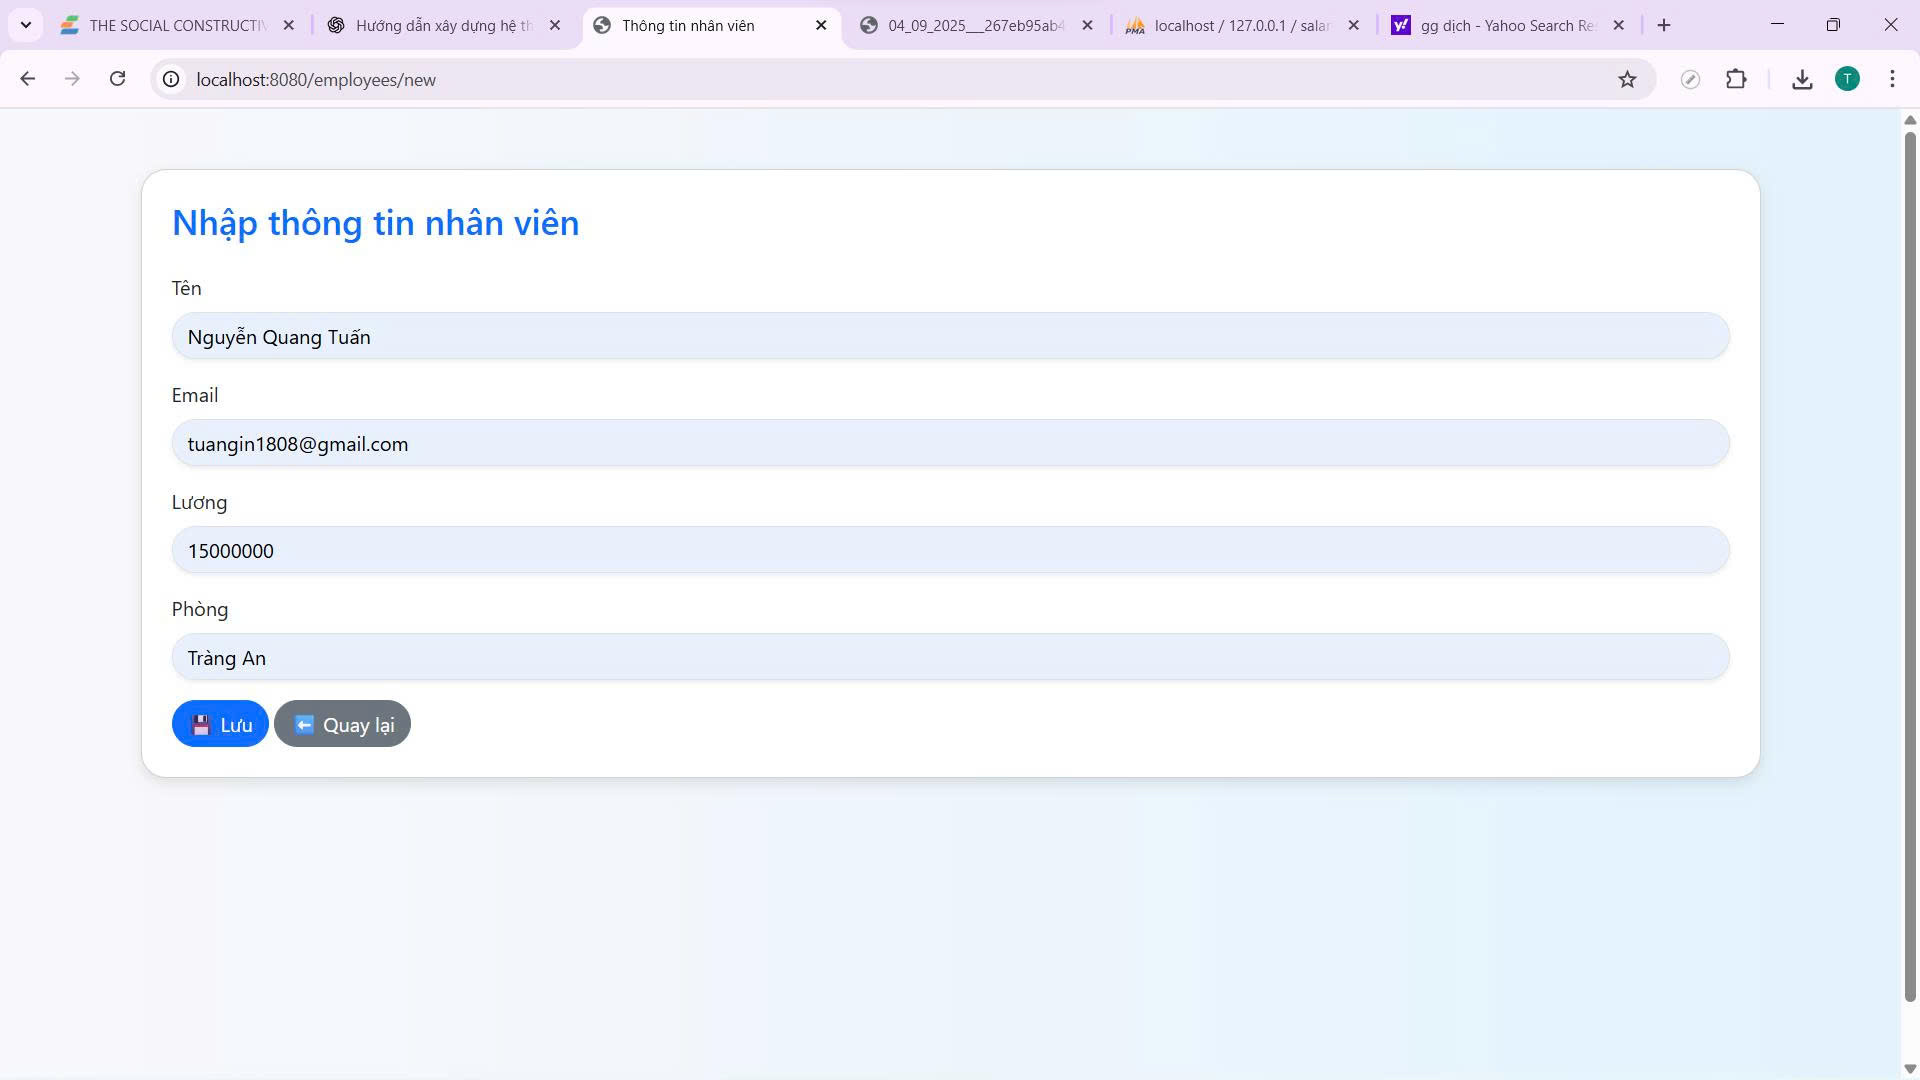 THE SOCIAL CONSTRUCTIV
Hướng dẫn xây dựng hệ th
Thông tin nhân viên
04_09_2025___267eb95ab4
PMA
localhost / 127.0.0.1 / salar
y!
gg dịch - Yahoo Search Re
localhost:8080/employees/new
T
Nhập thông tin nhân viên
Tên
Nguyễn Quang Tuấn
Email
tuangin1808@gmail.com
Lương
15000000
Phòng
Tràng An
Lưu
Quay lại